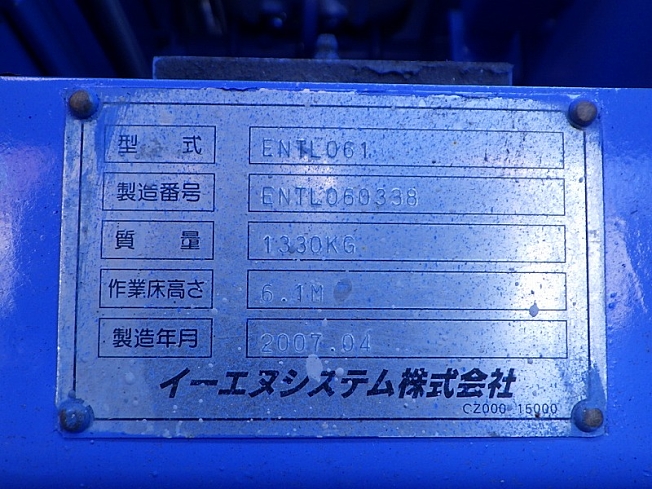 型式 ENTL061
製造番号 ENTL060338
質量 1330KG
作業床高さ 6.1M
製造年月 2007.04
イーエヌシステム株式会社
CZ000-15000